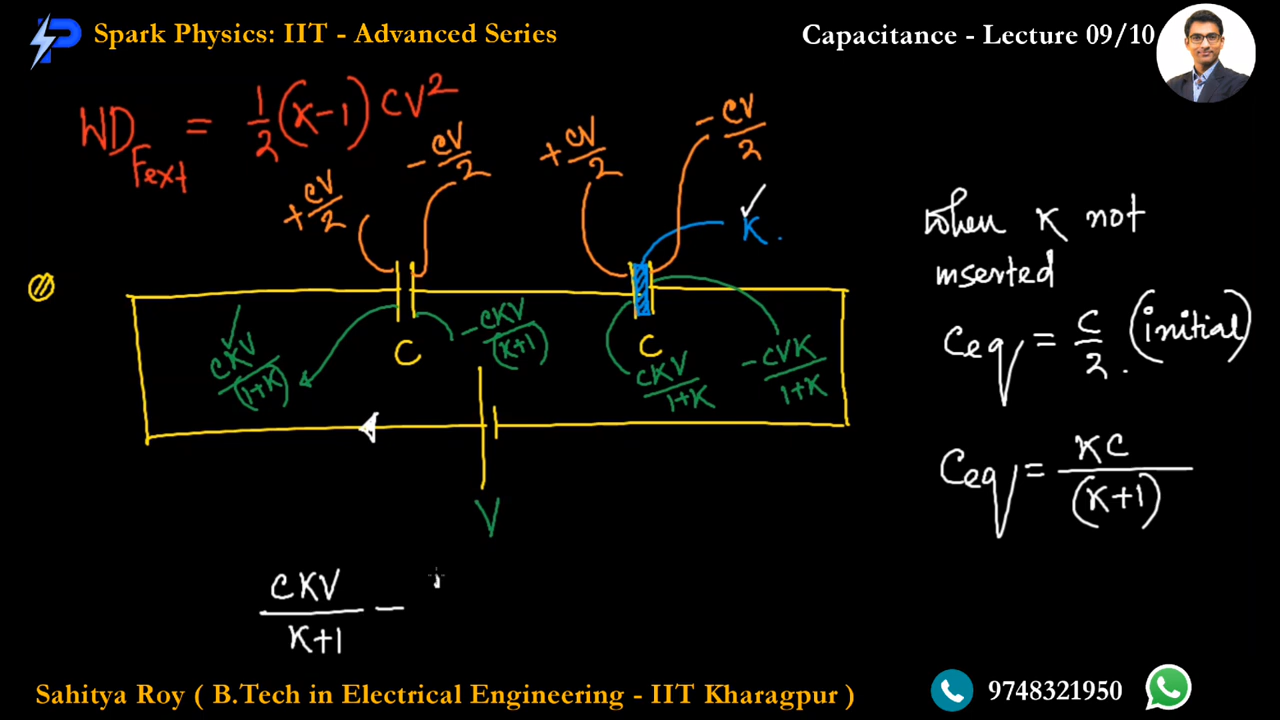 Spark Physics: IIT - Advanced Series
Capacitance - Lecture 09/10
WD_Fext = 1/2 (K-1) CV²
+CV/2
-CV/2
+CV/2
-CV/2
K.
when K not
inserted
Ceq = C/2. (initial)
CKV/(1+K)
-CKV/(K+1)
C
C
CKV/1+K
-CVK/1+K
V
Ceq = KC/(K+1)
CKV/K+1 -
Sahitya Roy ( B.Tech in Electrical Engineering - IIT Kharagpur )
9748321950